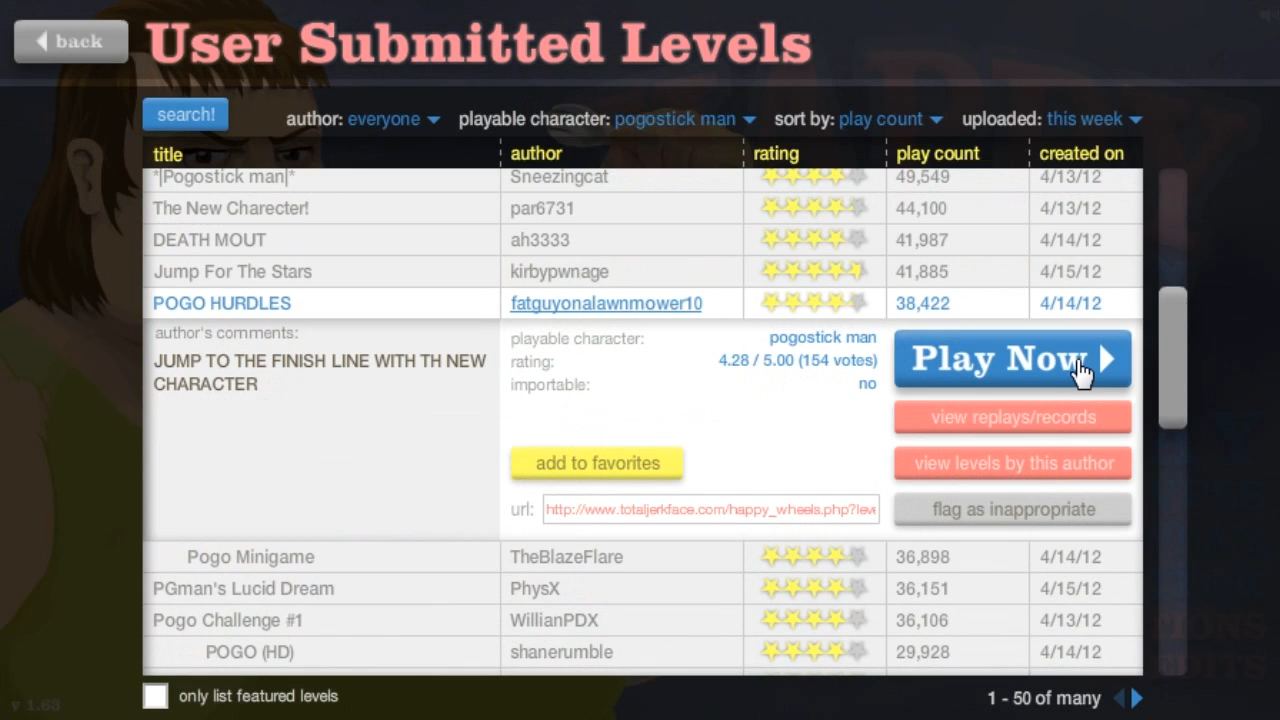 back
User Submitted Levels
search!
author: everyone
playable character: pogostick man
sort by: play count
uploaded: this week
title author rating play count created on
*|Pogostick man|* Sneezingcat 49,549 4/13/12
The New Charecter! par6731 44,100 4/13/12
DEATH MOUT ah3333 41,987 4/14/12
Jump For The Stars kirbypwnage 41,885 4/15/12
POGO HURDLES fatguyonalawnmower10 38,422 4/14/12
author's comments:
JUMP TO THE FINISH LINE WITH TH NEW
CHARACTER
playable character: pogostick man
rating: 4.28 / 5.00 (154 votes)
importable: no
add to favorites
url: http://www.totaljerkface.com/happy_wheels.php?leve
Play Now
view replays/records
view levels by this author
flag as inappropriate
Pogo Minigame TheBlazeFlare 36,898 4/14/12
PGman's Lucid Dream PhysX 36,151 4/15/12
Pogo Challenge #1 WillianPDX 36,106 4/13/12
POGO (HD) shanerumble 29,928 4/14/12
only list featured levels
1 - 50 of many
v 1.68